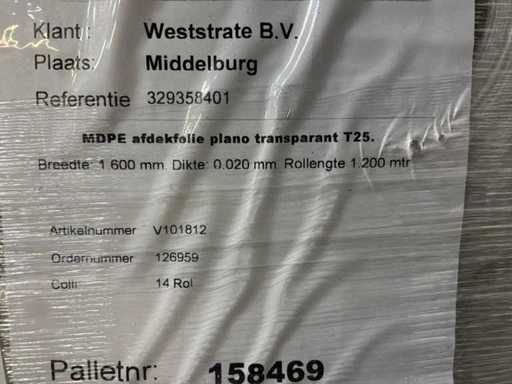 Klant : Weststrate B.V.
Plaats: Middelburg
Referentie 329358401
MDPE afdekfolie plano transparant T25.
Breedte: 1.600 mm. Dikte: 0.020 mm. Rollengte 1.200 mtr
Artikelnummer V101812
Ordernummer 126959
Colli 14 Rol
Palletnr: 158469